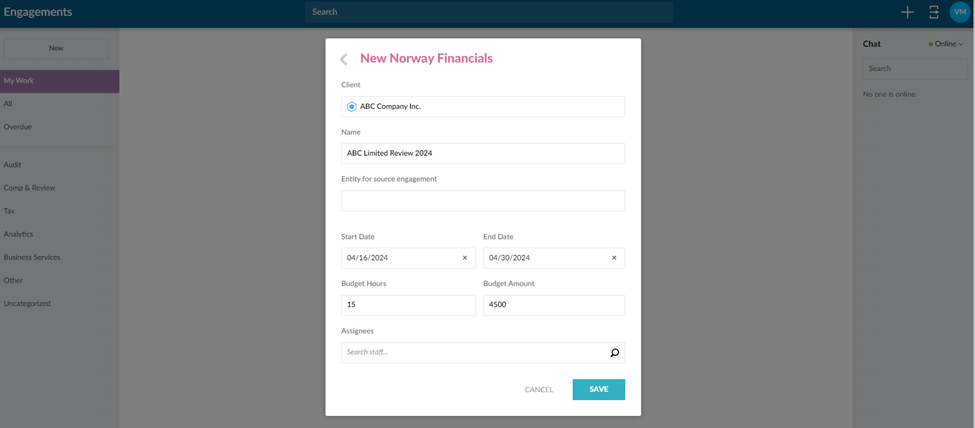 Engagements
Search
VM
New
My Work
All
Overdue
Audit
Comp & Review
Tax
Analytics
Business Services
Other
Uncategorized
New Norway Financials
Client
ABC Company Inc.
Name
ABC Limited Review 2024
Entity for source engagement
Start Date End Date
04/16/2024 × 04/30/2024 ×
Budget Hours Budget Amount
15 4500
Assignees
Search staff...
CANCEL SAVE
Chat Online
Search
No one is online.